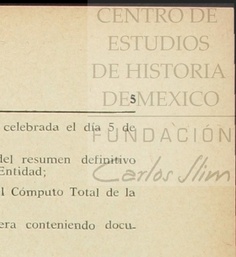 CENTRO DE
ESTUDIOS
DE HISTORIA
DE MEXICO
5
celebrada el día 5 de
FUNDACIÓN
del resumen definitivo
Entidad;
Carlos Slim
l Cómputo Total de la
era conteniendo docu-